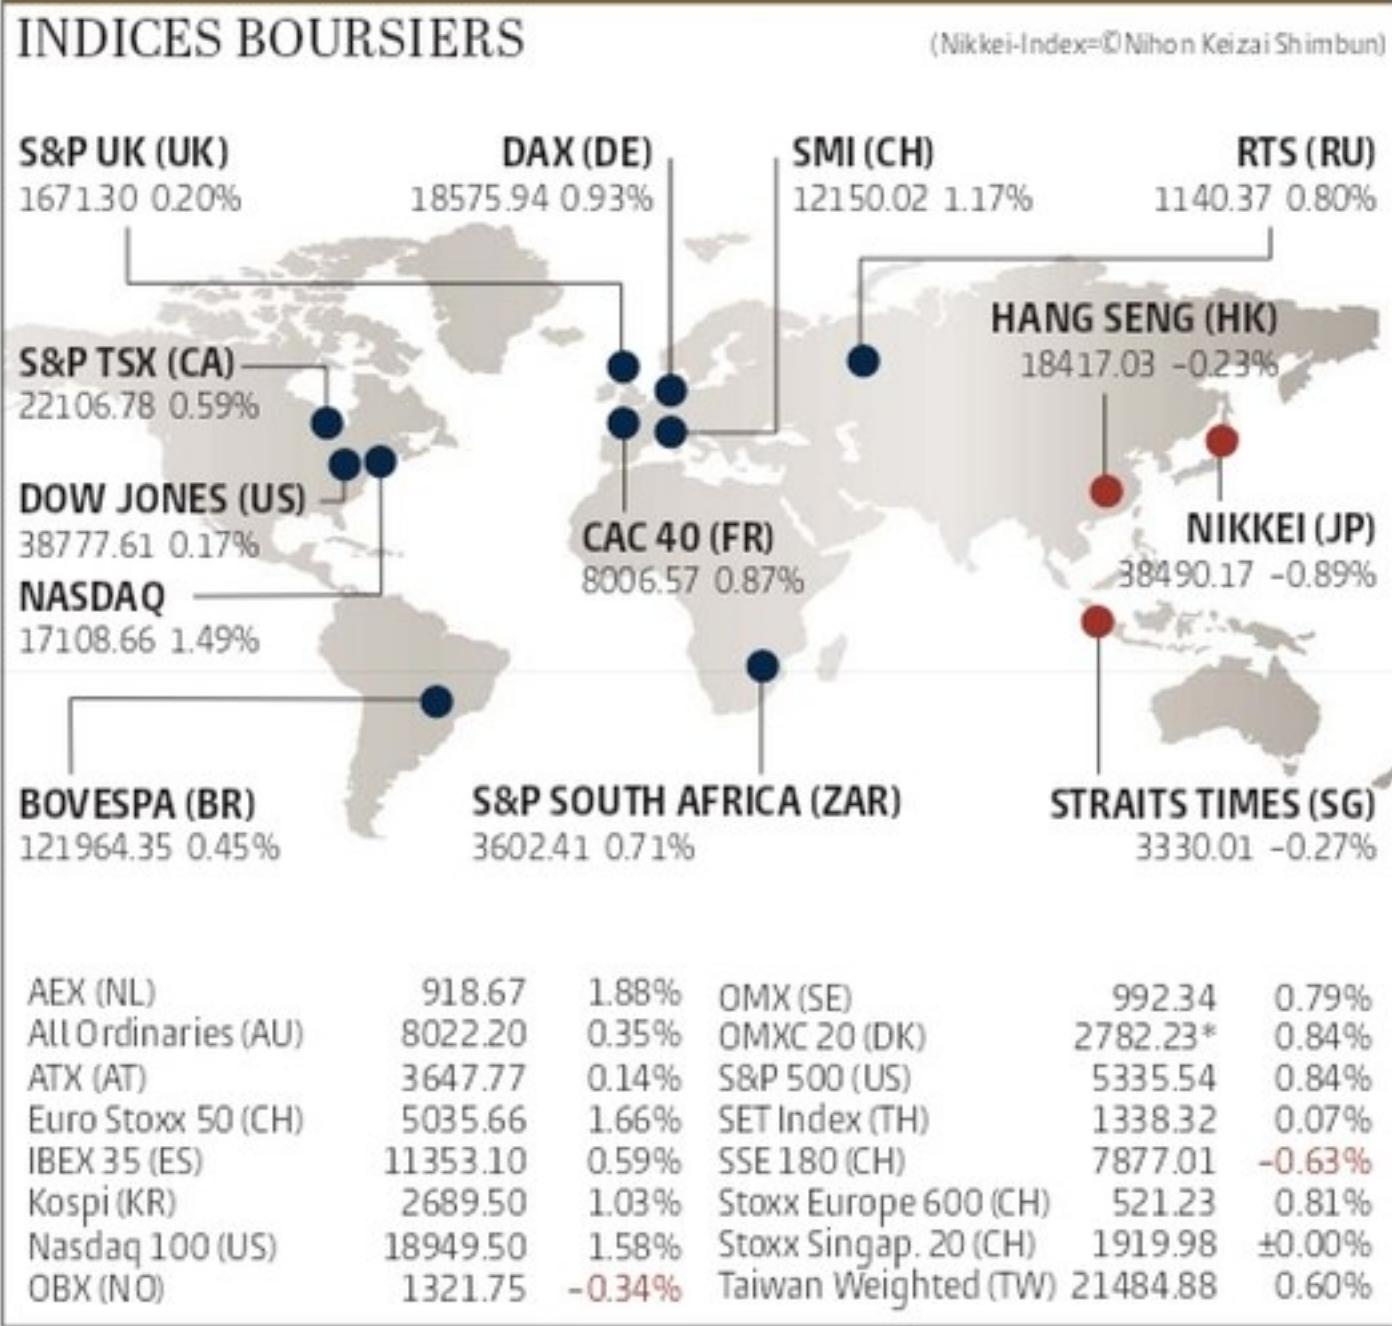 INDICES BOURSIERS
(Nikkei-Index=©Nihon Keizai Shimbun)
S&P UK (UK)
1671.30 0.20%
DAX (DE)
18575.94 0.93%
SMI (CH)
12150.02 1.17%
RTS (RU)
1140.37 0.80%
HANG SENG (HK)
18417.03 -0.23%
S&P TSX (CA)
22106.78 0.59%
DOW JONES (US)
38777.61 0.17%
CAC 40 (FR)
8006.57 0.87%
NIKKEI (JP)
38490.17 -0.89%
NASDAQ
17108.66 1.49%
BOVESPA (BR)
121964.35 0.45%
S&P SOUTH AFRICA (ZAR)
3602.41 0.71%
STRAITS TIMES (SG)
3330.01 -0.27%
AEX (NL) 918.67 1.88%
All Ordinaries (AU) 8022.20 0.35%
ATX (AT) 3647.77 0.14%
Euro Stoxx 50 (CH) 5035.66 1.66%
IBEX 35 (ES) 11353.10 0.59%
Kospi (KR) 2689.50 1.03%
Nasdaq 100 (US) 18949.50 1.58%
OBX (NO) 1321.75 -0.34%
OMX (SE) 992.34 0.79%
OMXC 20 (DK) 2782.23* 0.84%
S&P 500 (US) 5335.54 0.84%
SET Index (TH) 1338.32 0.07%
SSE 180 (CH) 7877.01 -0.63%
Stoxx Europe 600 (CH) 521.23 0.81%
Stoxx Singap. 20 (CH) 1919.98 ±0.00%
Taiwan Weighted (TW) 21484.88 0.60%